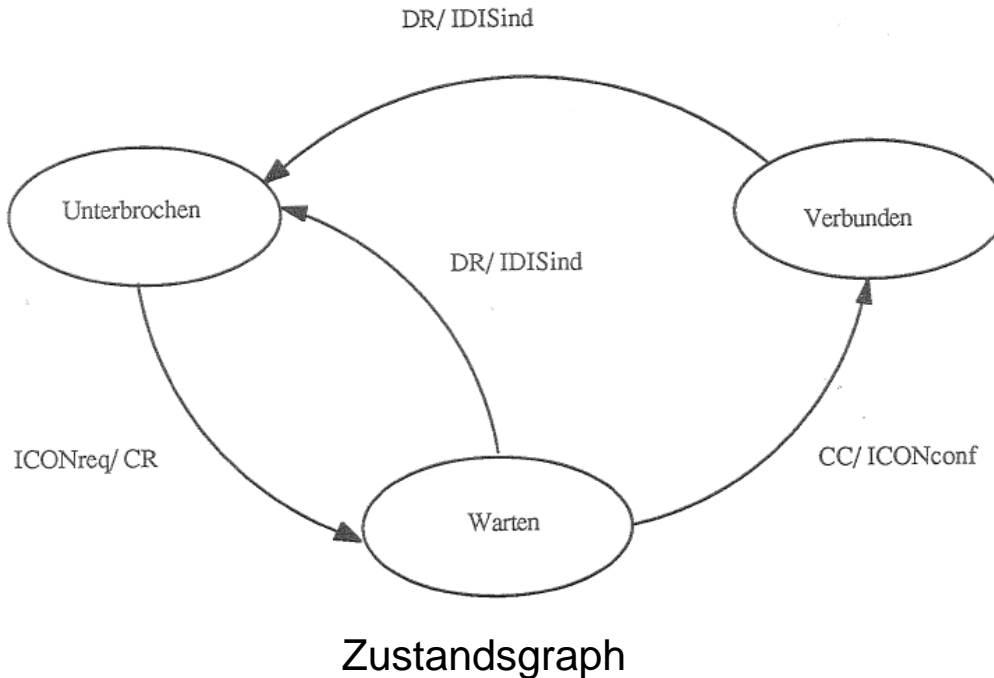 DR/ IDISind
Unterbrochen
Verbunden
DR/ IDISind
ICONreq/ CR
CC/ ICONconf
Warten
Zustandsgraph